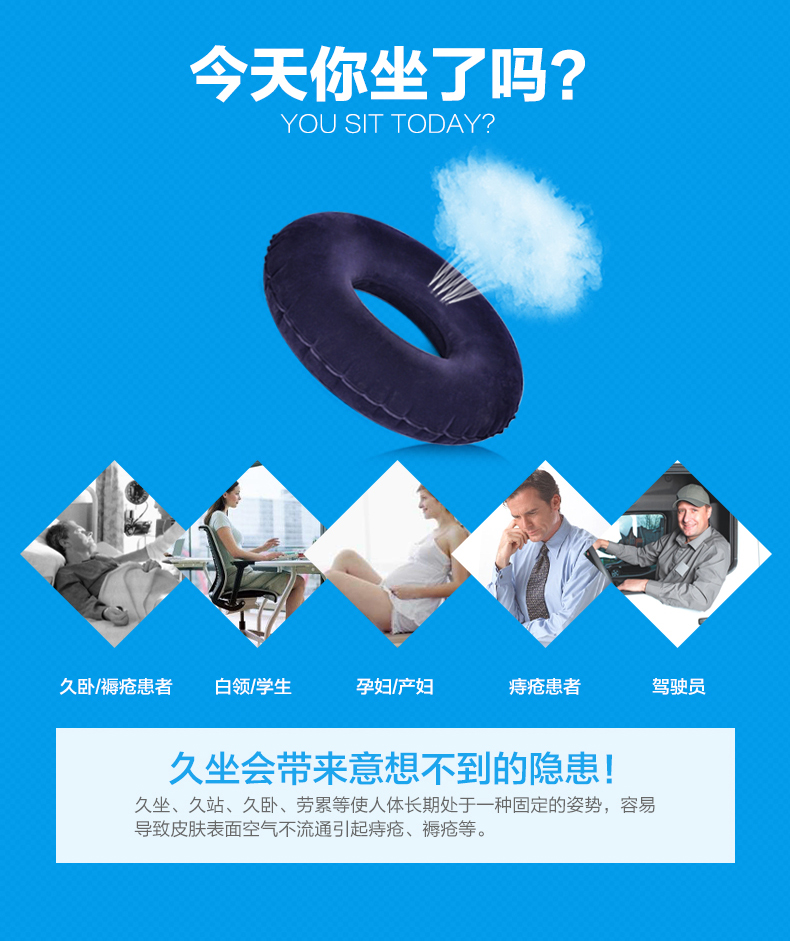 今天你坐了吗?
YOU SIT TODAY?
久卧/褥疮患者 白领/学生 孕妇/产妇 痔疮患者 驾驶员
久坐会带来意想不到的隐患!
久坐、久站、久卧、劳累等使人体长期处于一种固定的姿势，容易
导致皮肤表面空气不流通引起痔疮、褥疮等。